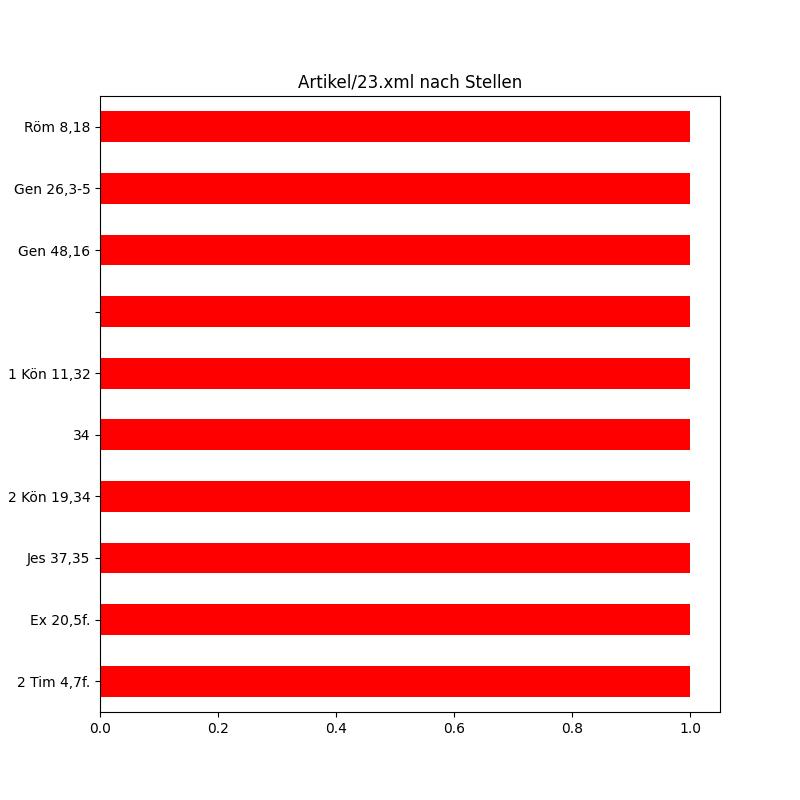 Artikel/23.xml nach Stellen
Röm 8,18
Gen 26,3-5
Gen 48,16
1 Kön 11,32
34
2 Kön 19,34
Jes 37,35
Ex 20,5f.
2 Tim 4,7f.
0.0 0.2 0.4 0.6 0.8 1.0